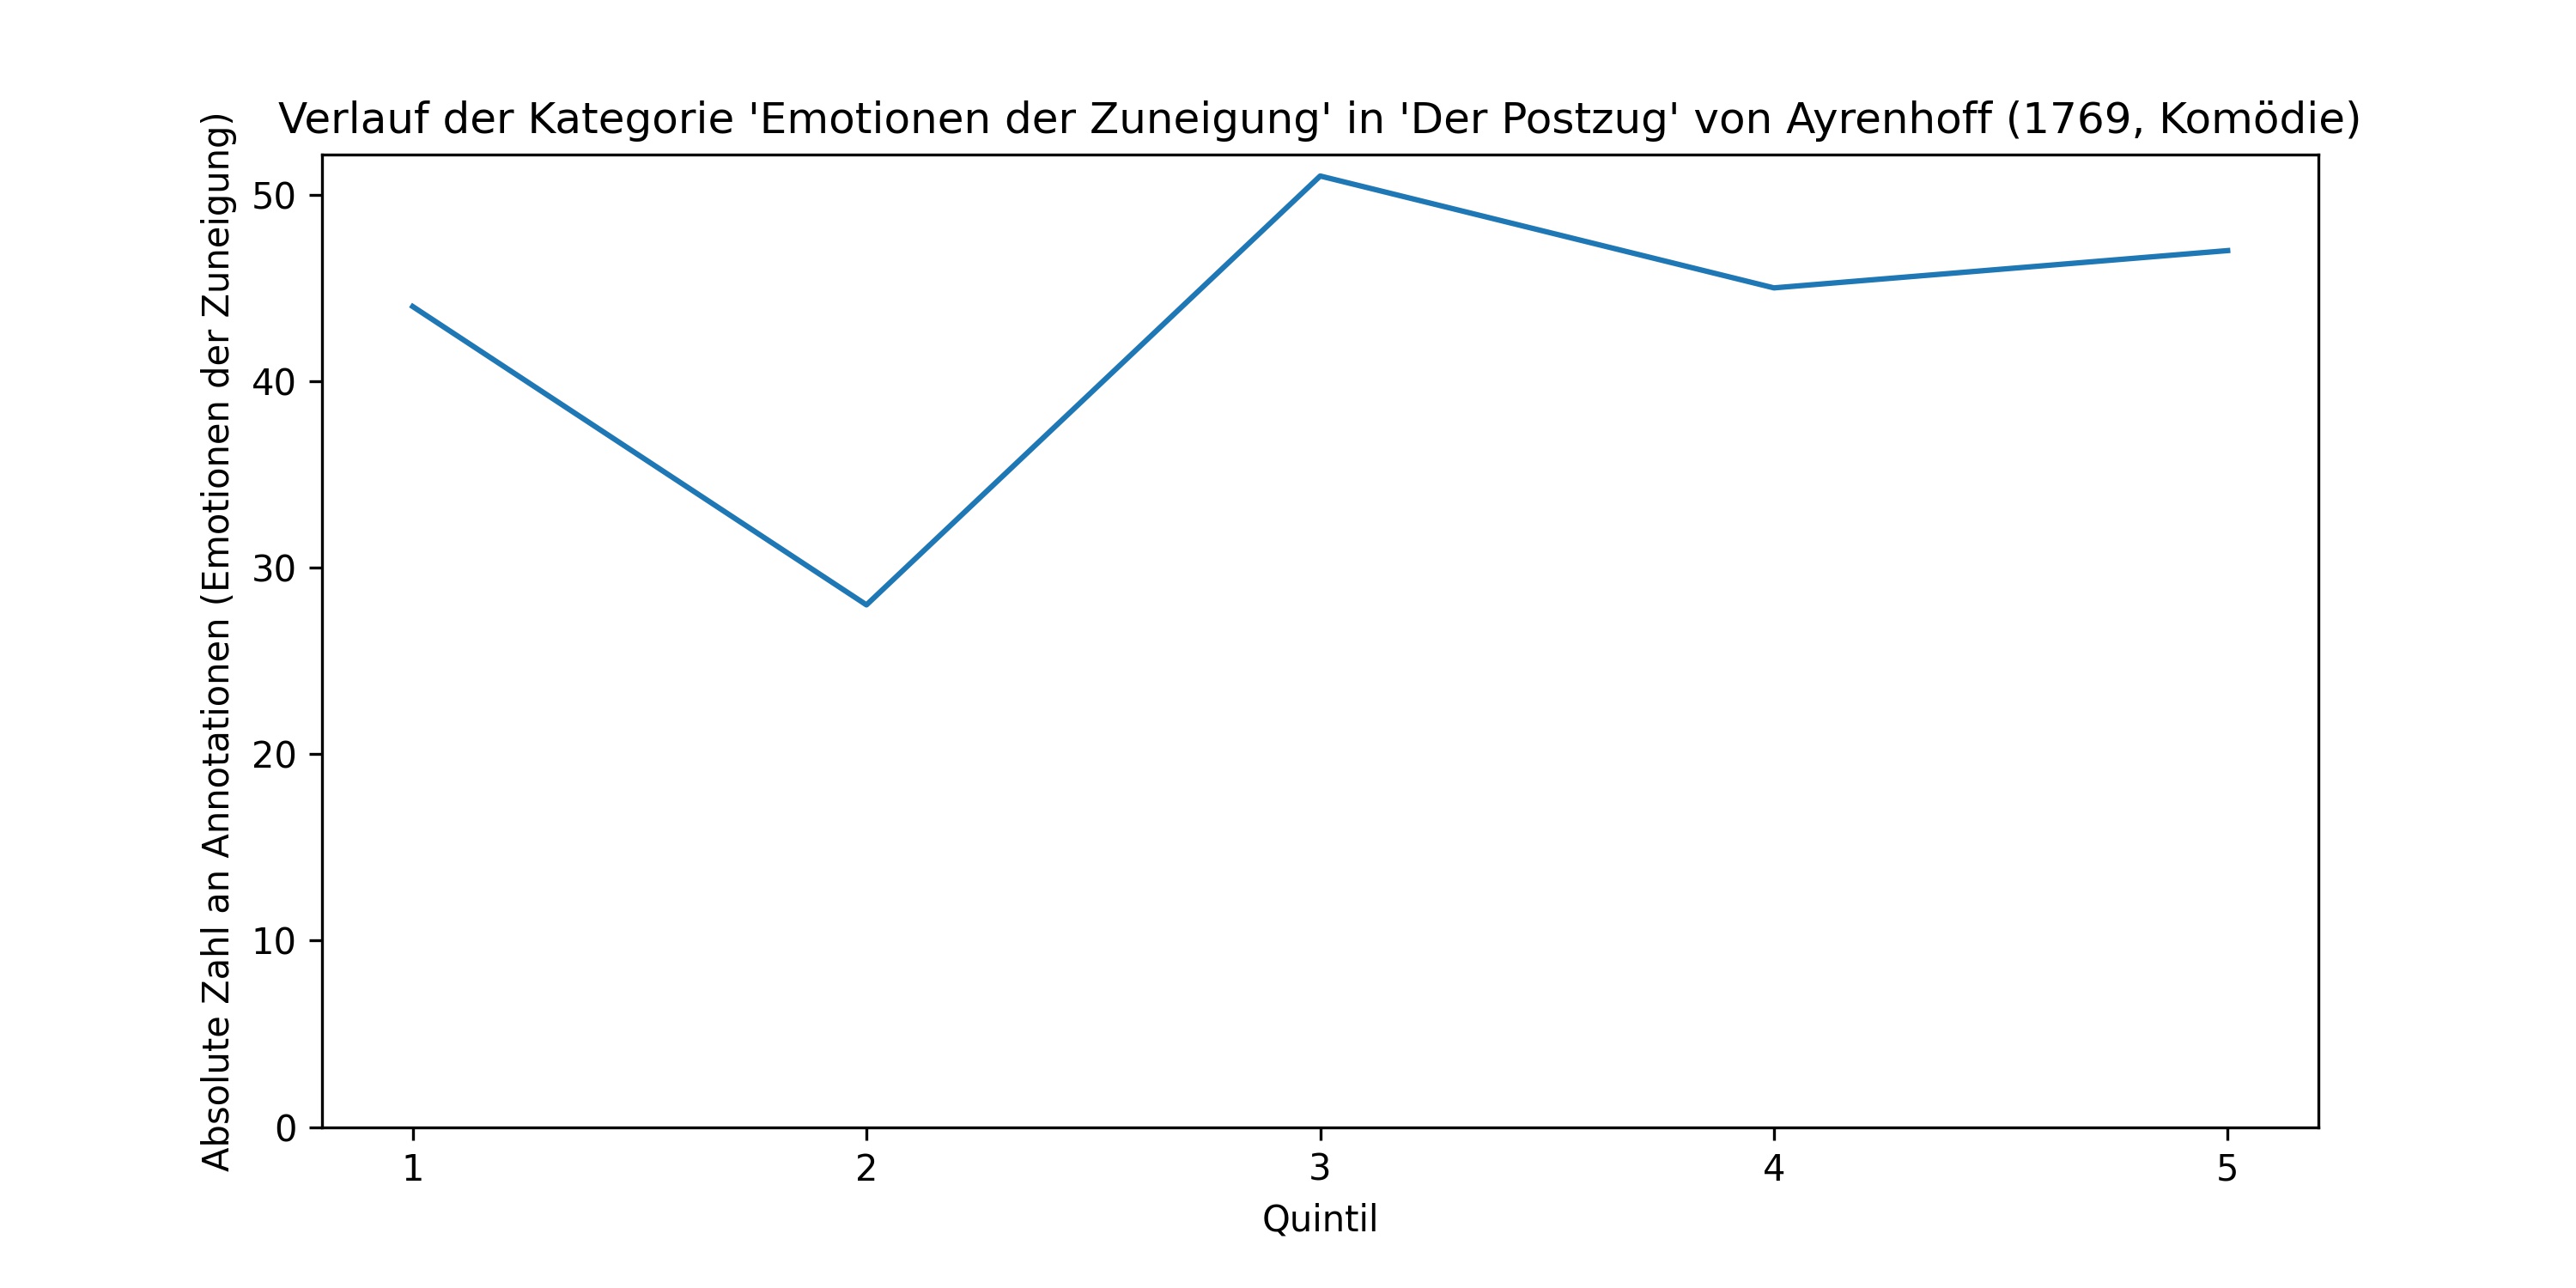 Verlauf der Kategorie 'Emotionen der Zuneigung' in 'Der Postzug' von Ayrenhoff (1769, Komödie)
Absolute Zahl an Annotationen (Emotionen der Zuneigung)
50
40
30
20
10
0
1 2 3 4 5
Quintil